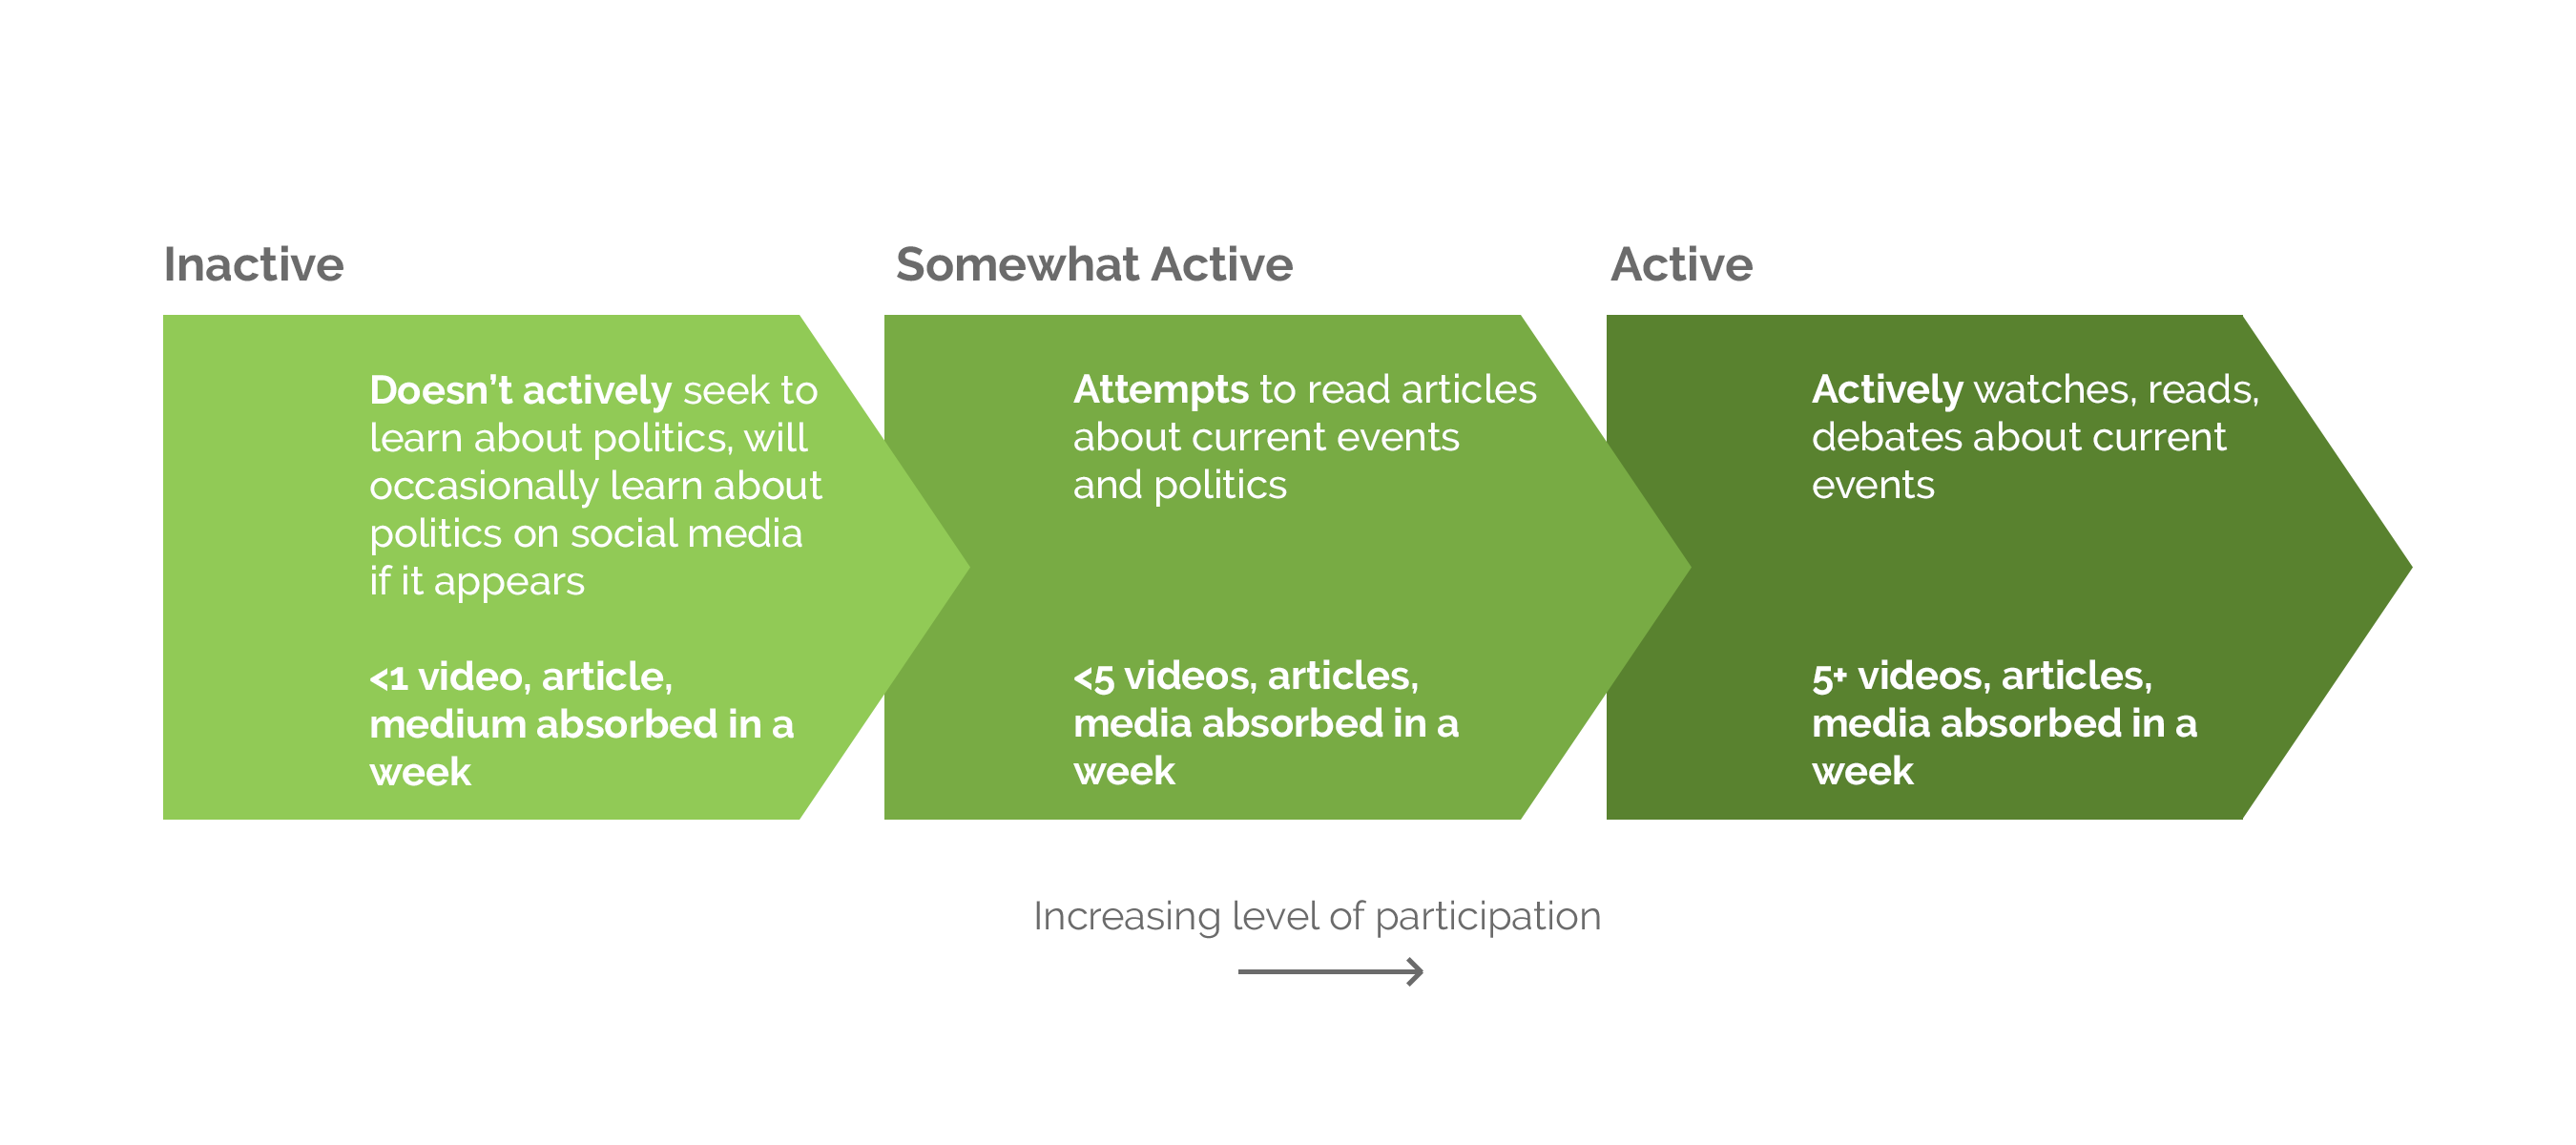 Inactive
Doesn’t actively seek to
learn about politics, will
occasionally learn about
politics on social media
if it appears
<1 video, article,
medium absorbed in a
week
Somewhat Active
Attempts to read articles
about current events
and politics
<5 videos, articles,
media absorbed in a
week
Active
Actively watches, reads,
debates about current
events
5+ videos, articles,
media absorbed in a
week
Increasing level of participation